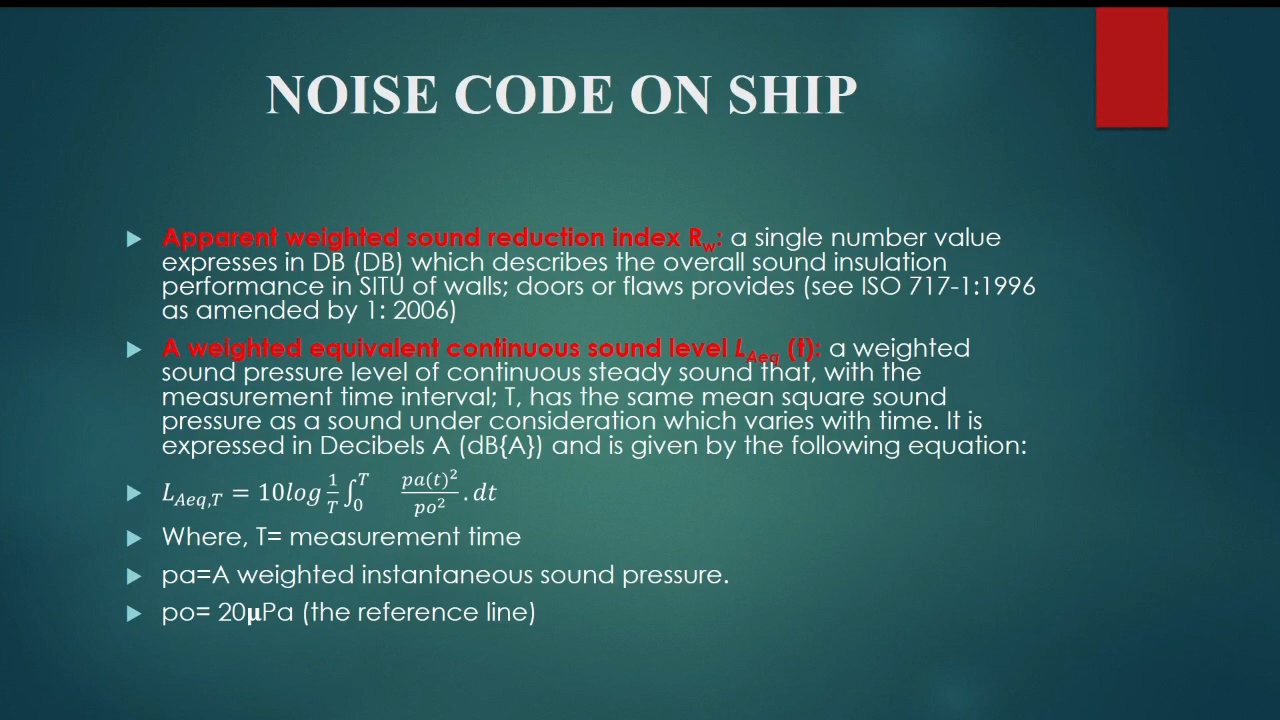 NOISE CODE ON SHIP
Apparent weighted sound reduction index Rw: a single number value
expresses in DB (DB) which describes the overall sound insulation
performance in SITU of walls; doors or flaws provides (see ISO 717-1:1996
as amended by 1: 2006)
A weighted equivalent continuous sound level LAeq (t): a weighted
sound pressure level of continuous steady sound that, with the
measurement time interval; T, has the same mean square sound
pressure as a sound under consideration which varies with time. It is
expressed in Decibels A (dB{A}) and is given by the following equation:
L_{Aeq,T} = 10log 1/T ∫_0^T pa(t)²/po² . dt
Where, T= measurement time
pa=A weighted instantaneous sound pressure.
po= 20μPa (the reference line)